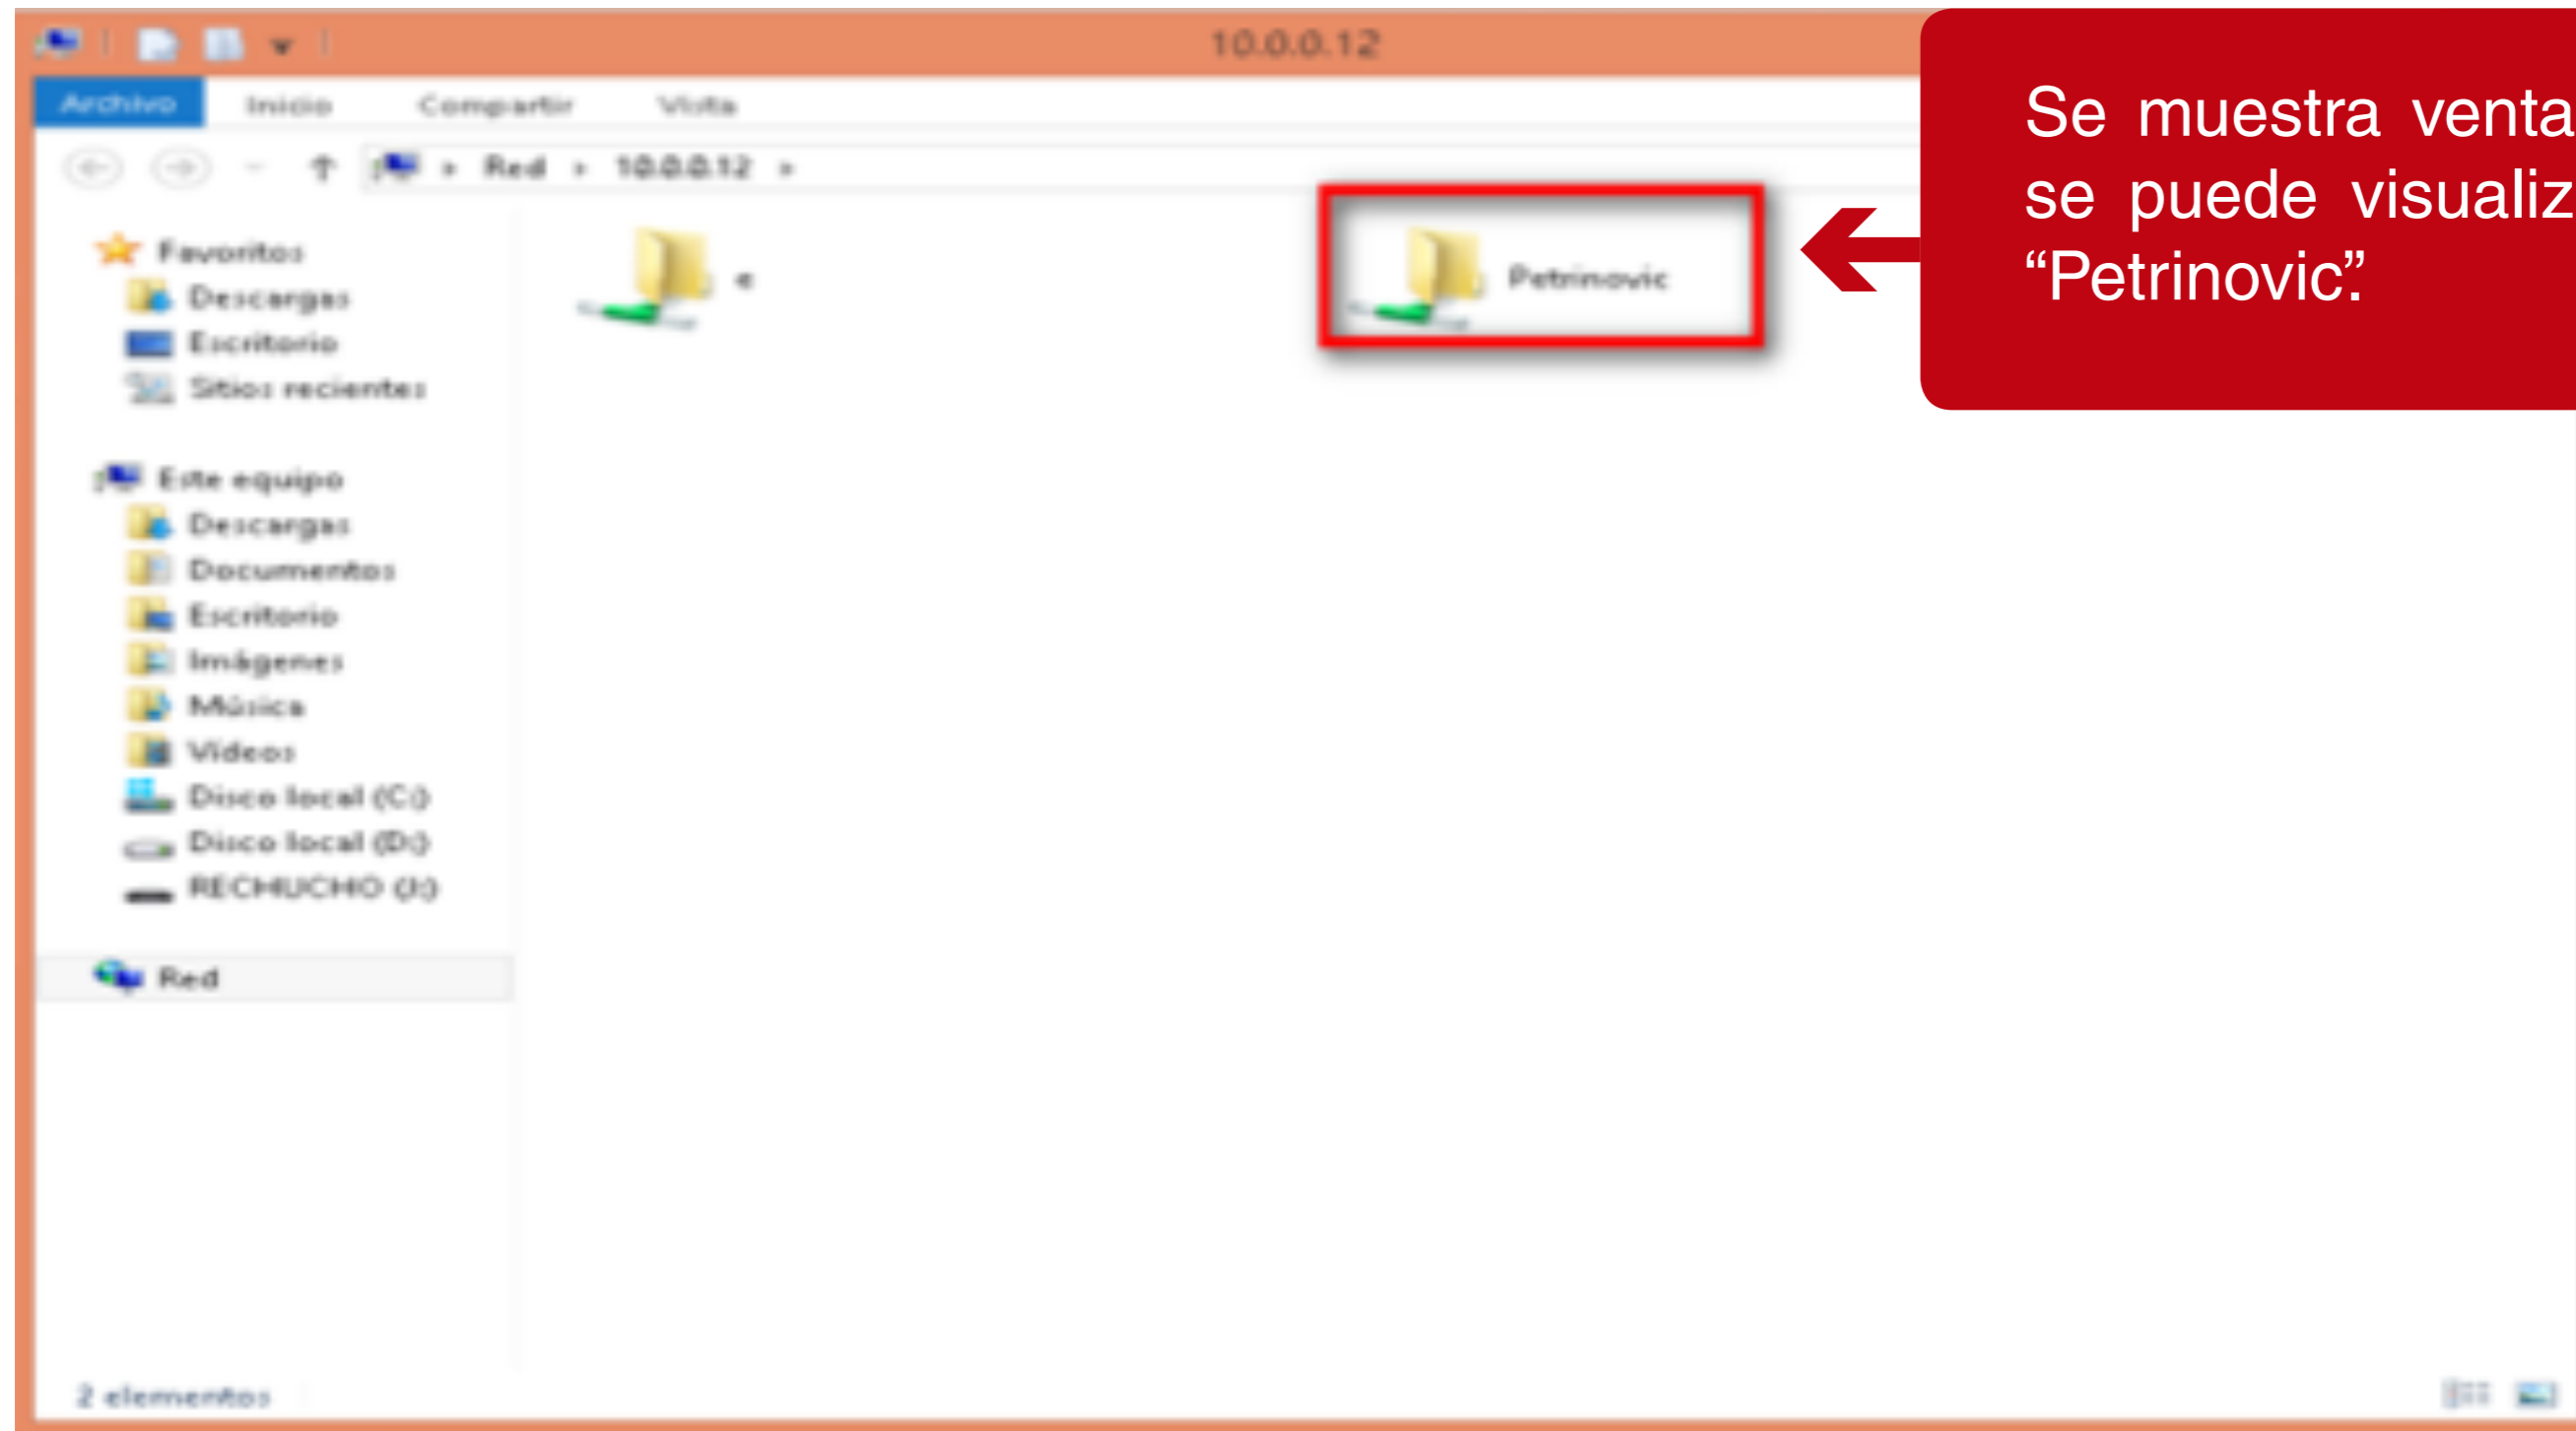 10.0.0.12
Archivo Inicio Compartir Vista
Red 10.0.0.12
Se muestra venta
se puede visualiz
“Petrinovic”.
e
Petrinovic
Favoritos
Descargas
Escritorio
Sitios recientes
Este equipo
Descargas
Documentos
Escritorio
Imágenes
Música
Vídeos
Disco local (C:)
Disco local (D:)
RECHUCHO (J:)
Red
2 elementos